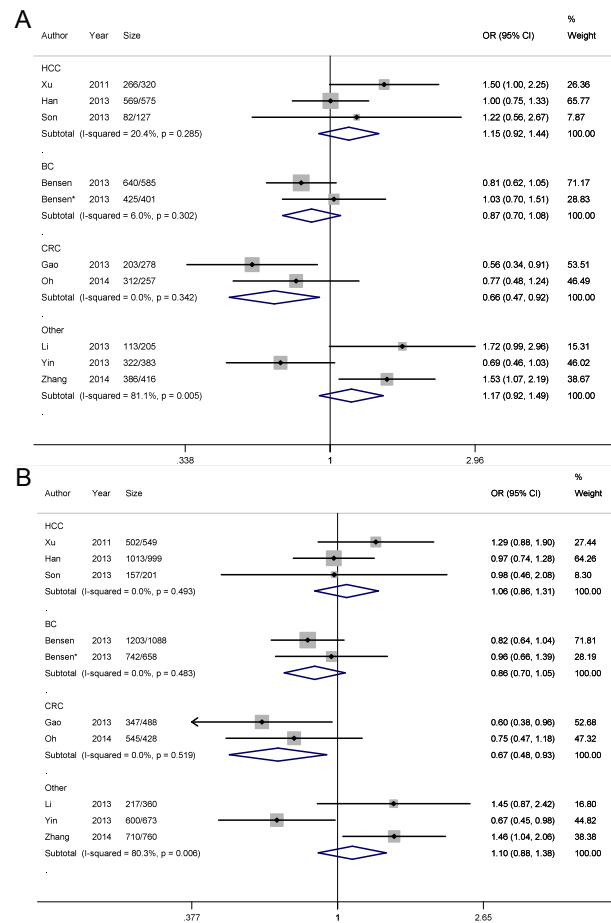 A
%
Author Year Size OR (95% CI) Weight
HCC
Xu 2011 266/320 1.50 (1.00, 2.25) 26.36
Han 2013 569/575 1.00 (0.75, 1.33) 65.77
Son 2013 82/127 1.22 (0.56, 2.67) 7.87
Subtotal (I-squared = 20.4%, p = 0.285) 1.15 (0.92, 1.44) 100.00
.
BC
Bensen 2013 640/585 0.81 (0.62, 1.05) 71.17
Bensen* 2013 425/401 1.03 (0.70, 1.51) 28.83
Subtotal (I-squared = 6.0%, p = 0.302) 0.87 (0.70, 1.08) 100.00
.
CRC
Gao 2013 203/278 0.56 (0.34, 0.91) 53.51
Oh 2014 312/257 0.77 (0.48, 1.24) 46.49
Subtotal (I-squared = 0.0%, p = 0.342) 0.66 (0.47, 0.92) 100.00
.
Other
Li 2013 113/205 1.72 (0.99, 2.96) 15.31
Yin 2013 322/383 0.69 (0.46, 1.03) 46.02
Zhang 2014 386/416 1.53 (1.07, 2.19) 38.67
Subtotal (I-squared = 81.1%, p = 0.005) 1.17 (0.92, 1.49) 100.00
.
.338 1 2.96
B
%
Author Year Size OR (95% CI) Weight
HCC
Xu 2011 502/549 1.29 (0.88, 1.90) 27.44
Han 2013 1013/999 0.97 (0.74, 1.28) 64.26
Son 2013 157/201 0.98 (0.46, 2.08) 8.30
Subtotal (I-squared = 0.0%, p = 0.493) 1.06 (0.86, 1.31) 100.00
.
BC
Bensen 2013 1203/1088 0.82 (0.64, 1.04) 71.81
Bensen* 2013 742/658 0.96 (0.66, 1.39) 28.19
Subtotal (I-squared = 0.0%, p = 0.483) 0.86 (0.70, 1.05) 100.00
.
CRC
Gao 2013 347/488 0.60 (0.38, 0.96) 52.68
Oh 2014 545/428 0.75 (0.47, 1.18) 47.32
Subtotal (I-squared = 0.0%, p = 0.519) 0.67 (0.48, 0.93) 100.00
.
Other
Li 2013 217/360 1.45 (0.87, 2.42) 16.80
Yin 2013 600/673 0.67 (0.45, 0.98) 44.82
Zhang 2014 710/760 1.46 (1.04, 2.06) 38.38
Subtotal (I-squared = 80.3%, p = 0.006) 1.10 (0.88, 1.38) 100.00
.
.377 1 2.65